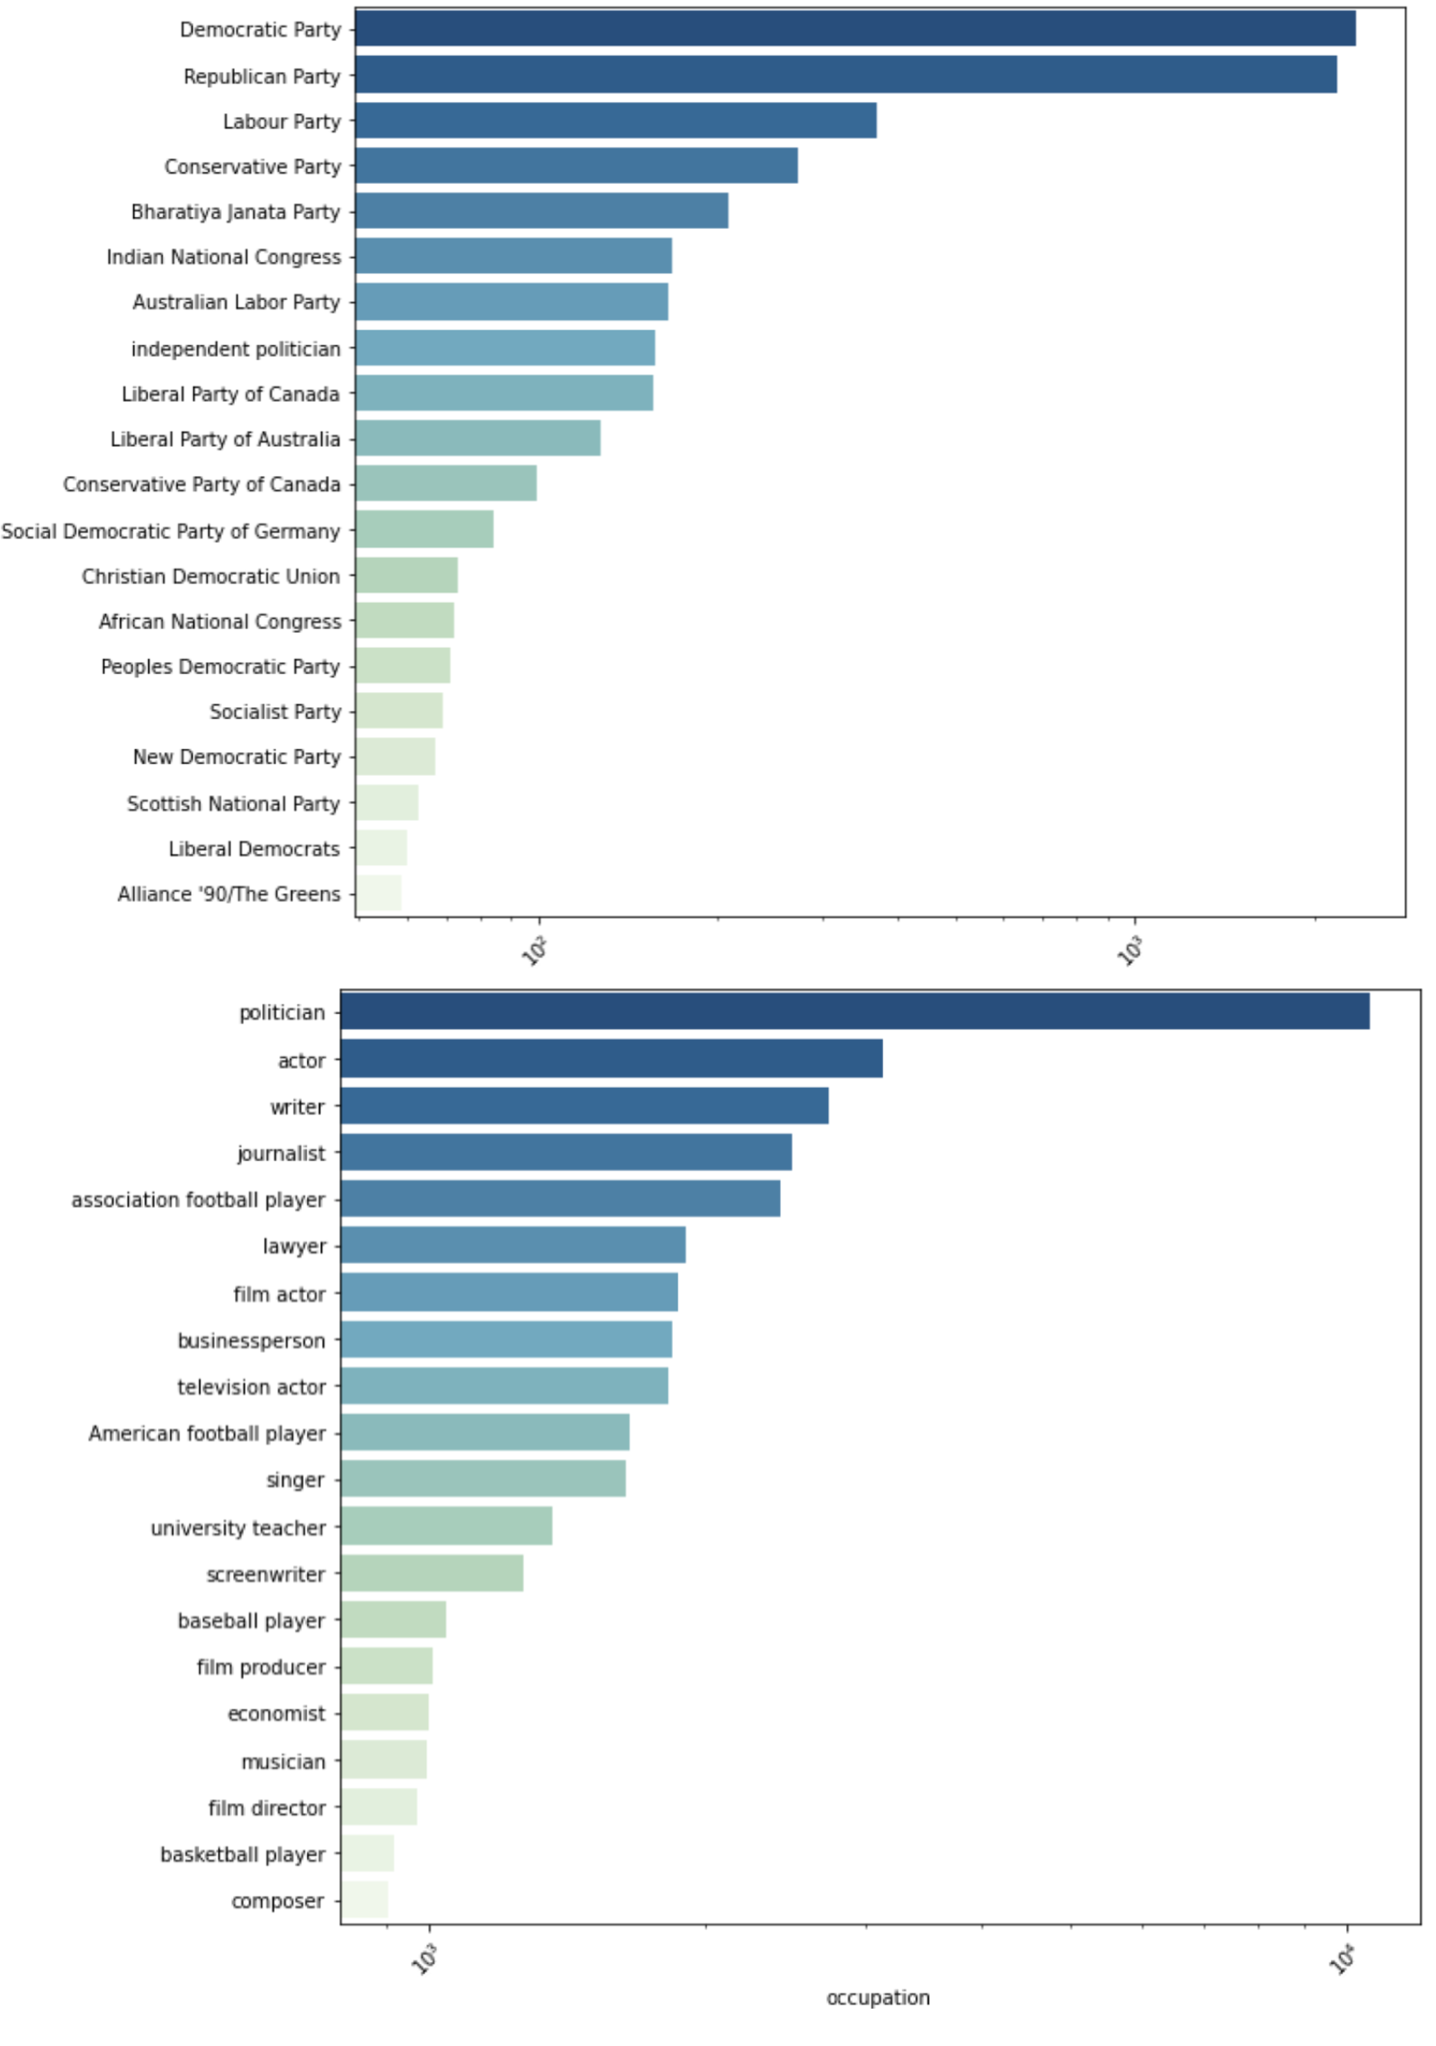 Democratic Party
Republican Party
Labour Party
Conservative Party
Bharatiya Janata Party
Indian National Congress
Australian Labor Party
independent politician
Liberal Party of Canada
Liberal Party of Australia
Conservative Party of Canada
Social Democratic Party of Germany
Christian Democratic Union
African National Congress
Peoples Democratic Party
Socialist Party
New Democratic Party
Scottish National Party
Liberal Democrats
Alliance '90/The Greens
10² 10³
politician
actor
writer
journalist
association football player
lawyer
film actor
businessperson
television actor
American football player
singer
university teacher
screenwriter
baseball player
film producer
economist
musician
film director
basketball player
composer
10³ 10⁴
occupation